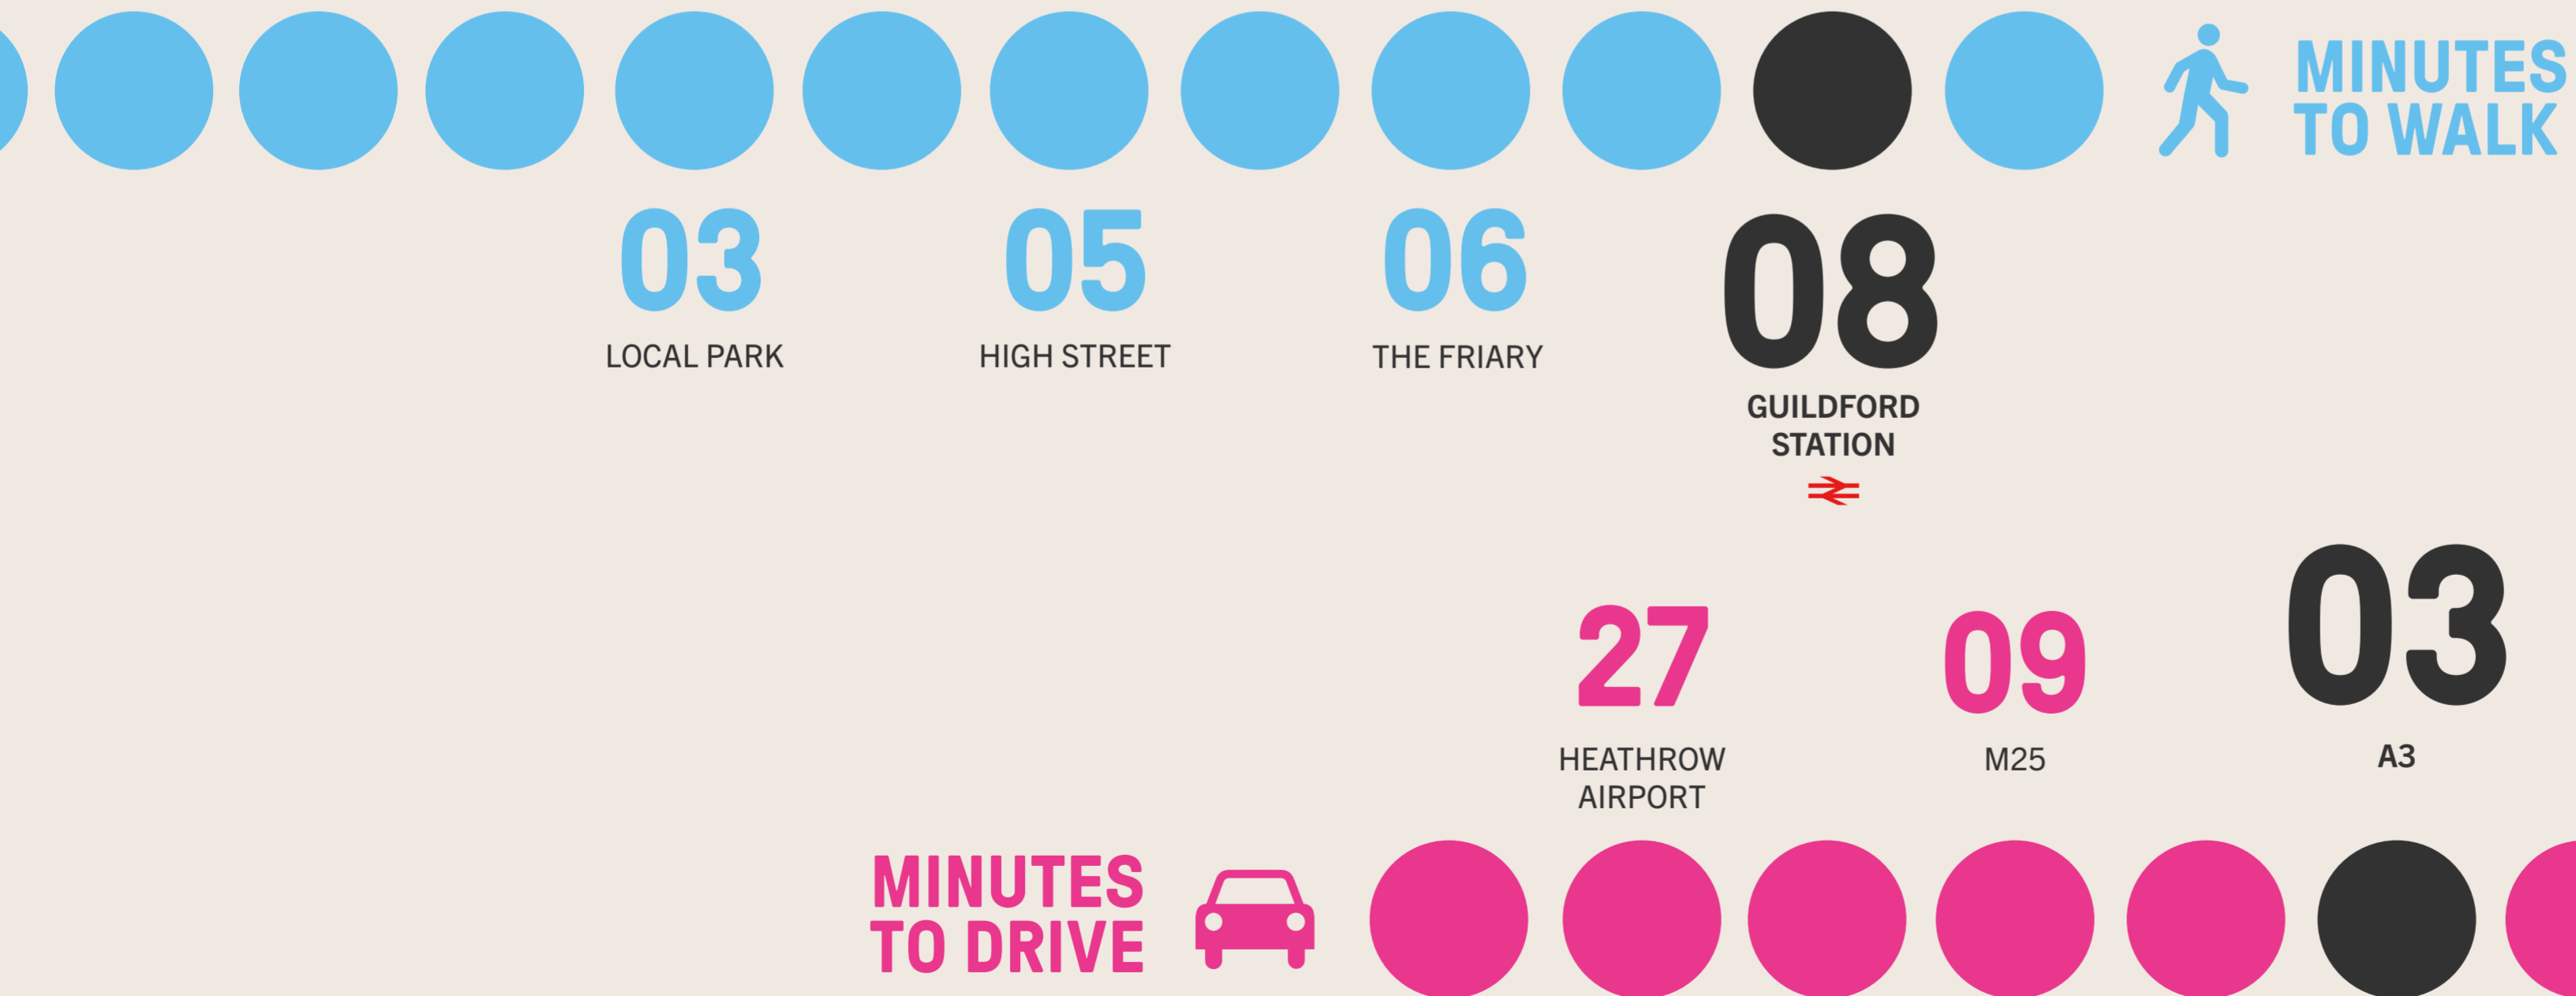 MINUTES
TO WALK
03
LOCAL PARK
05
HIGH STREET
06
THE FRIARY
08
GUILDFORD
STATION
27
HEATHROW
AIRPORT
09
M25
03
A3
MINUTES
TO DRIVE